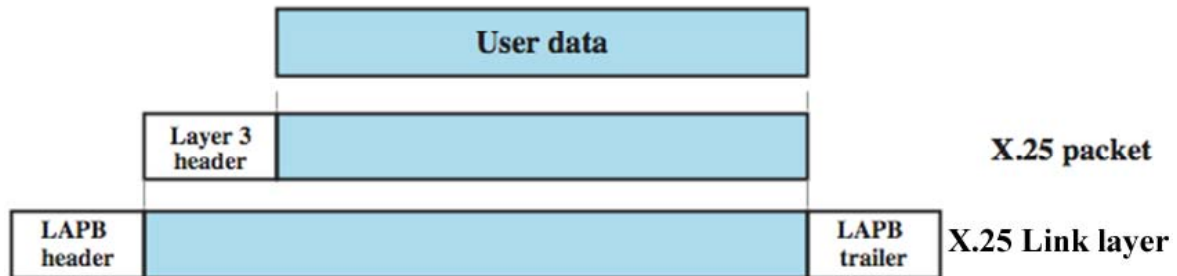 User data
Layer 3
header
X.25 packet
LAPB
header
LAPB
trailer
X.25 Link layer